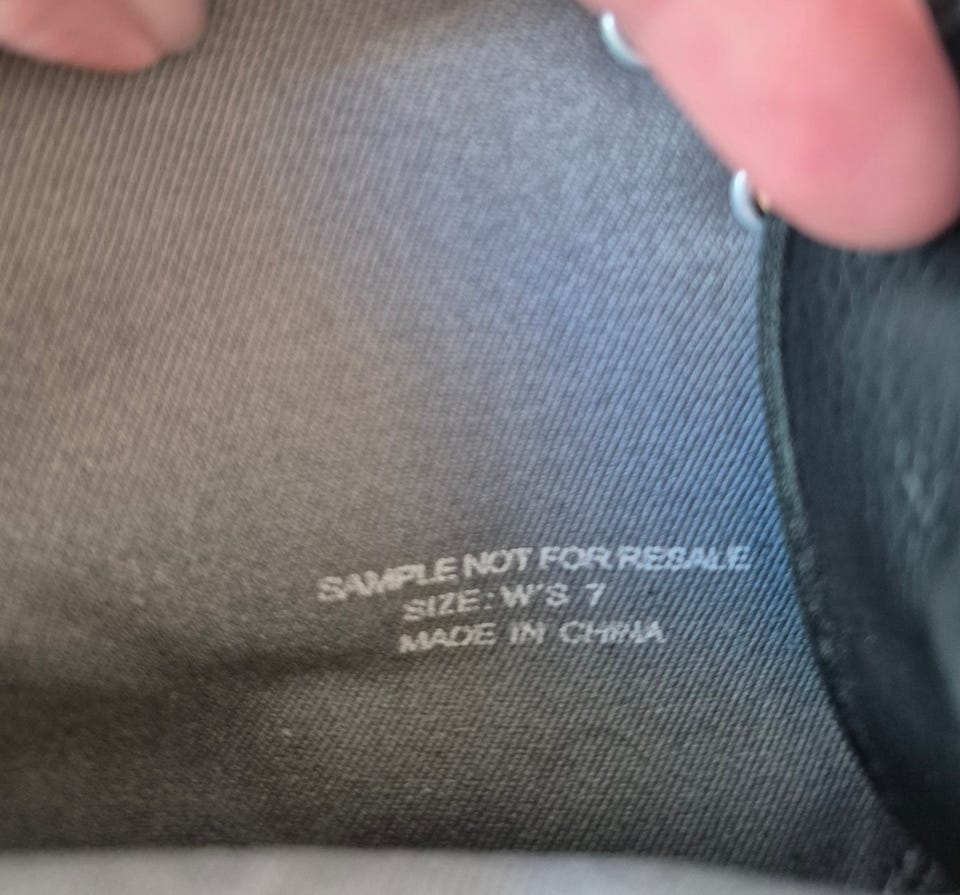 SAMPLE NOT FOR RESALE
SIZE: W'S 7
MADE IN CHINA